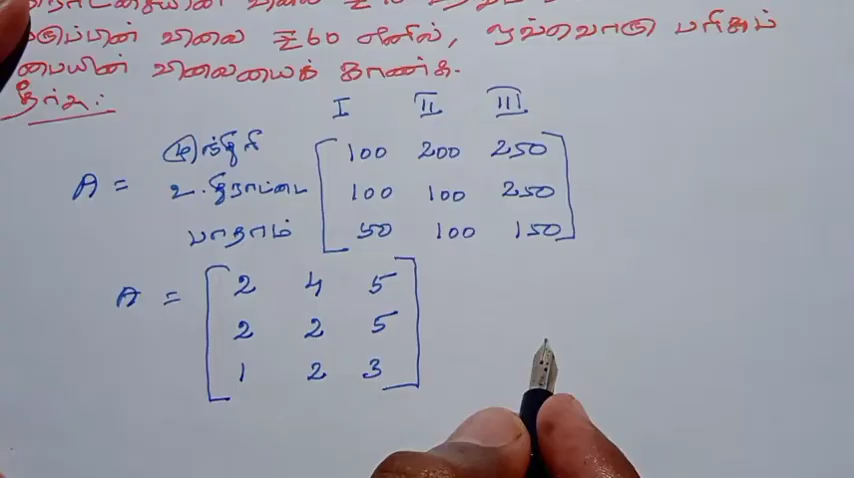 விலை ₹
ருப்பின் விலை ₹60 எனில், ஒவ்வொரு பரிசுப்
பையின் விலையைக் காண்க.
தீர்வு:
I II III
முந்திரி 100 200 250
A = உ.திராட்சை 100 100 250
பாதாம் 50 100 150
2 4 5
A = 2 2 5
1 2 3